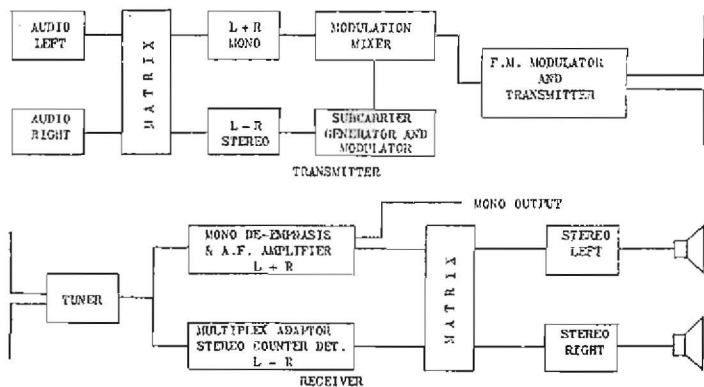 AUDIO
LEFT
AUDIO
RIGHT
MATRIX
L + R
MONO
L – R
STEREO
MODULATION
MIXER
SUBCARRIER
GENERATOR AND
MODULATOR
F.M. MODULATOR
AND
TRANSMITTER
TRANSMITTER
TUNER
MONO DE-EMPHASIS
& A.F. AMPLIFIER
L + R
MONO OUTPUT
MULTIPLEX ADAPTOR
STEREO COUNTER DET.
L – R
MATRIX
STEREO
LEFT
STEREO
RIGHT
RECEIVER